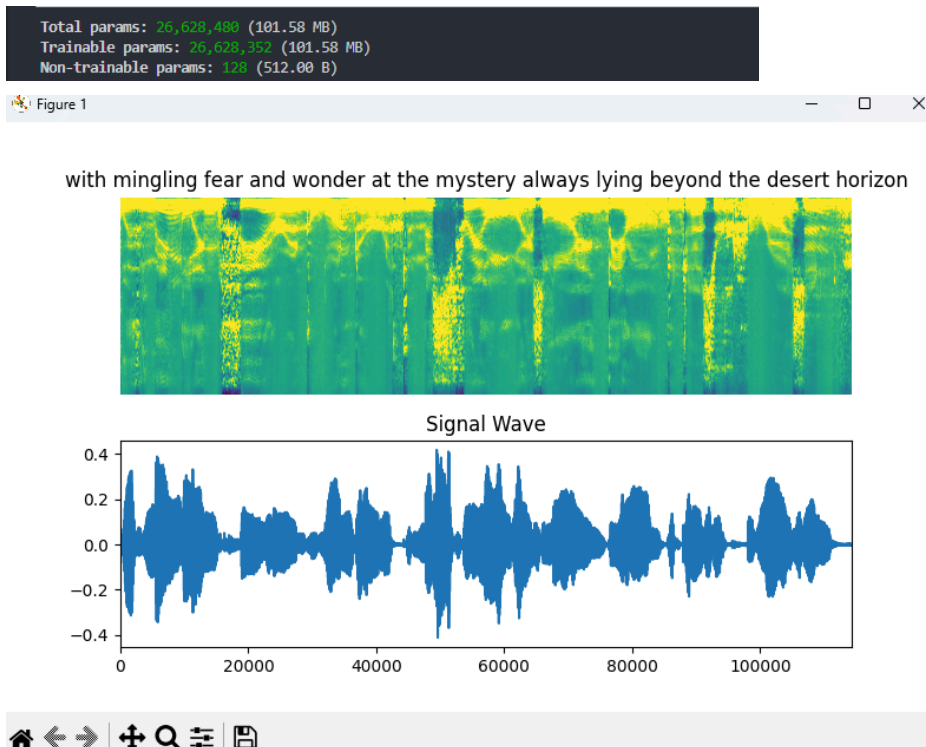 Total params: 26,628,480 (101.58 MB)
Trainable params: 26,628,352 (101.58 MB)
Non-trainable params: 128 (512.00 B)
Figure 1
with mingling fear and wonder at the mystery always lying beyond the desert horizon
Signal Wave
0.4
0.2
0.0
−0.2
−0.4
0 20000 40000 60000 80000 100000